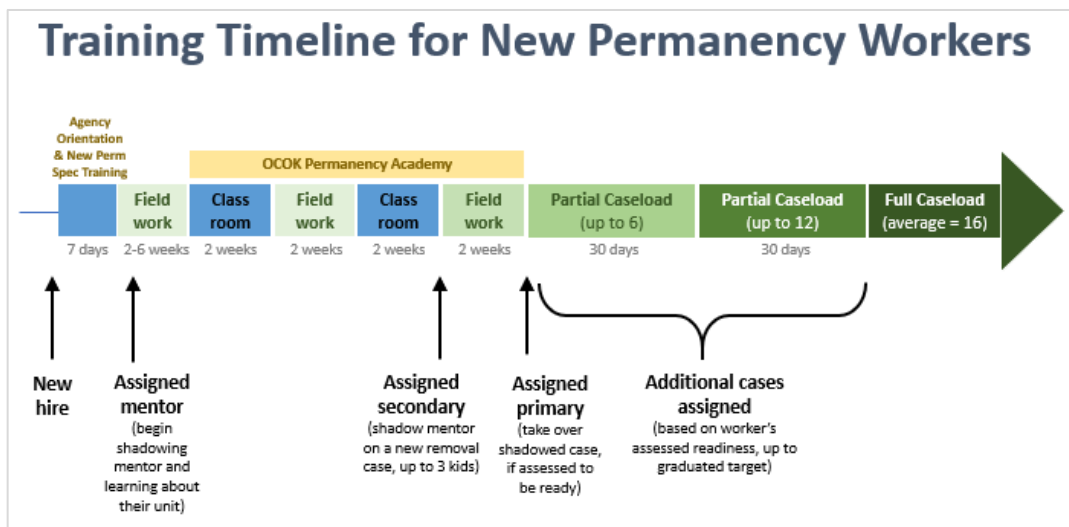 Training Timeline for New Permanency Workers
Agency
Orientation
& New Perm
Spec Training
OCOK Permanency Academy
Field
work
Class
room
Field
work
Class
room
Field
work
Partial Caseload
(up to 6)
Partial Caseload
(up to 12)
Full Caseload
(average = 16)
7 days
2-6 weeks
2 weeks
2 weeks
2 weeks
2 weeks
30 days
30 days
New
hire
Assigned
mentor
(begin
shadowing
mentor and
learning about
their unit)
Assigned
secondary
(shadow mentor
on a new removal
case, up to 3 kids)
Assigned
primary
(take over
shadowed case,
if assessed to
be ready)
Additional cases
assigned
(based on worker's
assessed readiness, up to
graduated target)